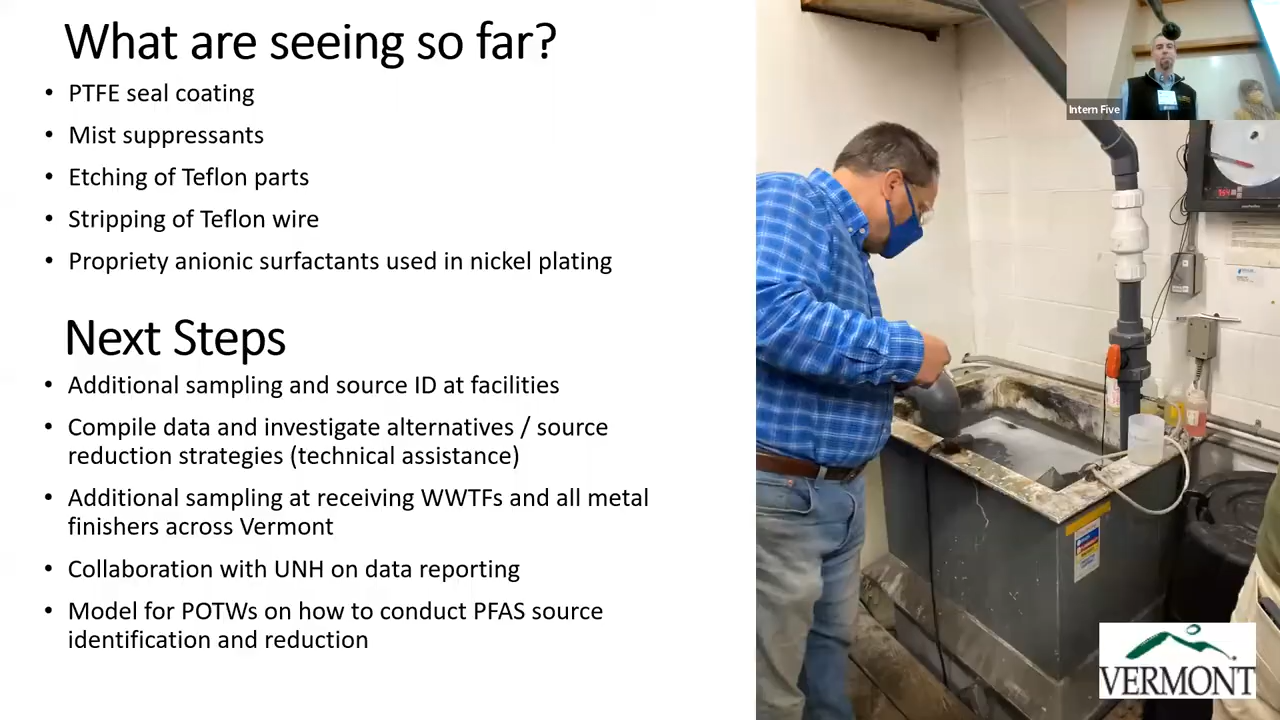 What are seeing so far?
• PTFE seal coating
• Mist suppressants
• Etching of Teflon parts
• Stripping of Teflon wire
• Propriety anionic surfactants used in nickel plating
Next Steps
• Additional sampling and source ID at facilities
• Compile data and investigate alternatives / source
reduction strategies (technical assistance)
• Additional sampling at receiving WWTFs and all metal
finishers across Vermont
• Collaboration with UNH on data reporting
• Model for POTWs on how to conduct PFAS source
identification and reduction
Intern Five
VERMONT